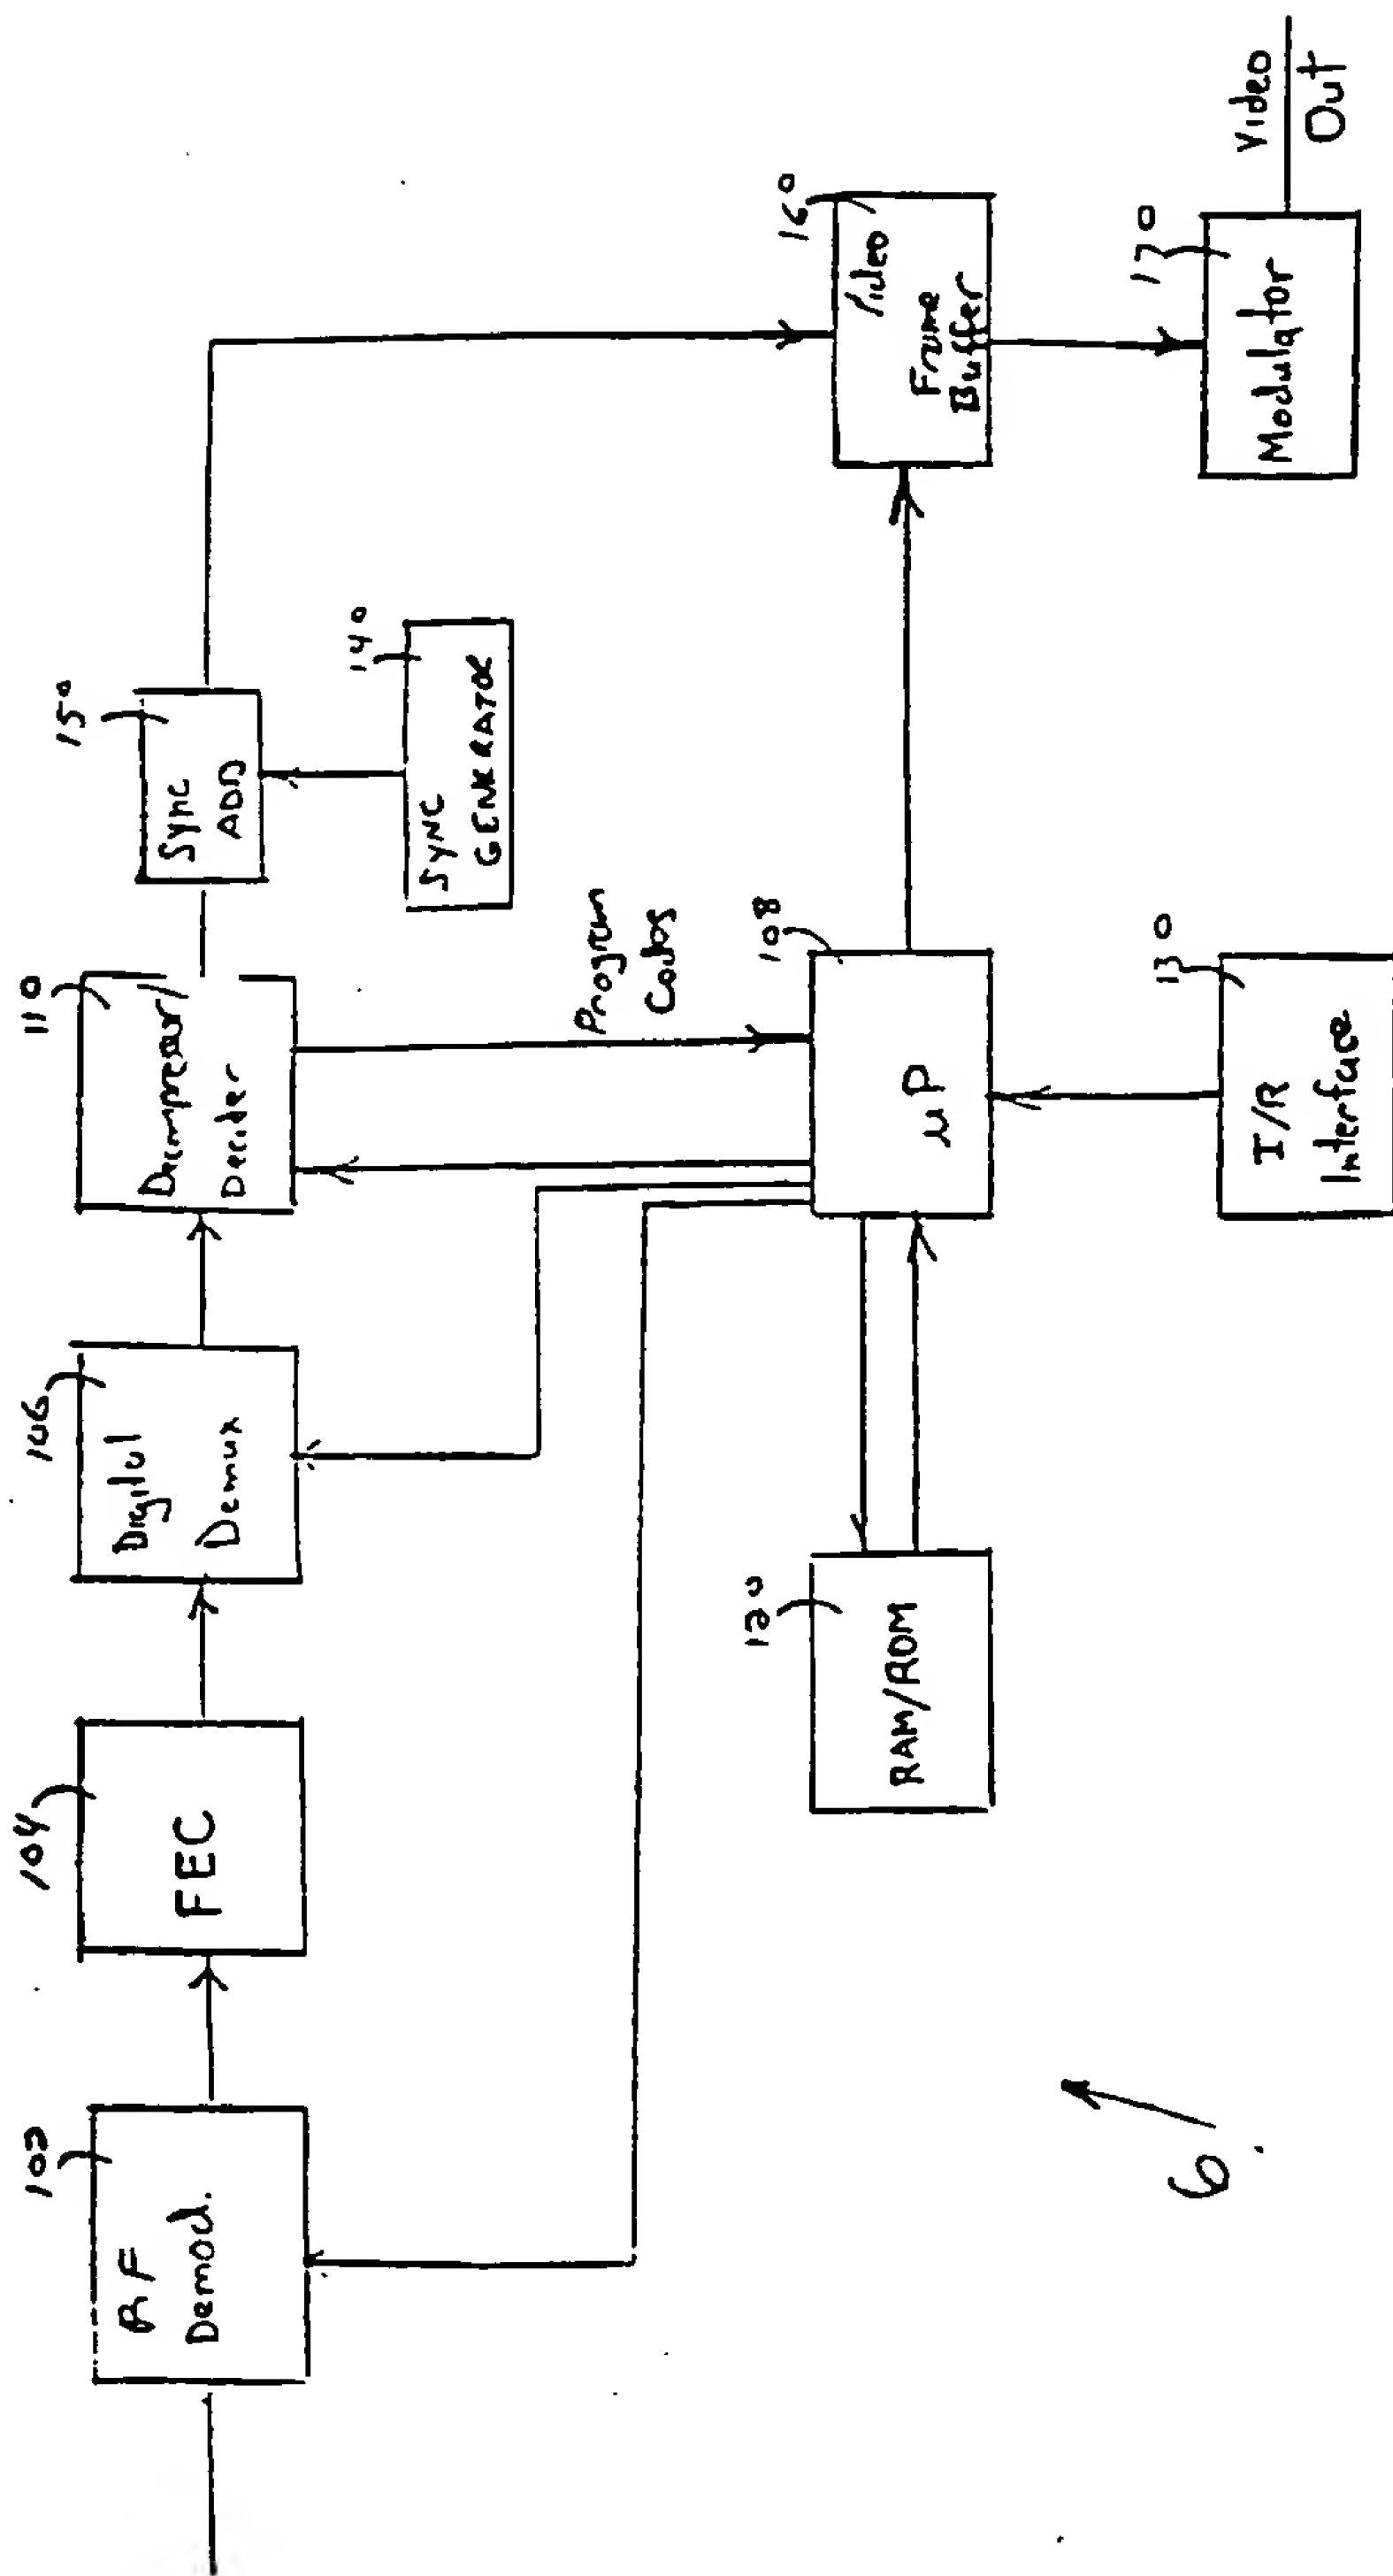 102
RF
Demod.
104
FEC
106
Digital
Demux
110
Decompressor/
Decoder
150
Sync
ADD
140
SYNC
GENERATOR
Program
Codes
120
RAM/ROM
108
μP
130
I/R
Interface
160
Video
Frame
Buffer
170
Modulator
Video
Out
6.